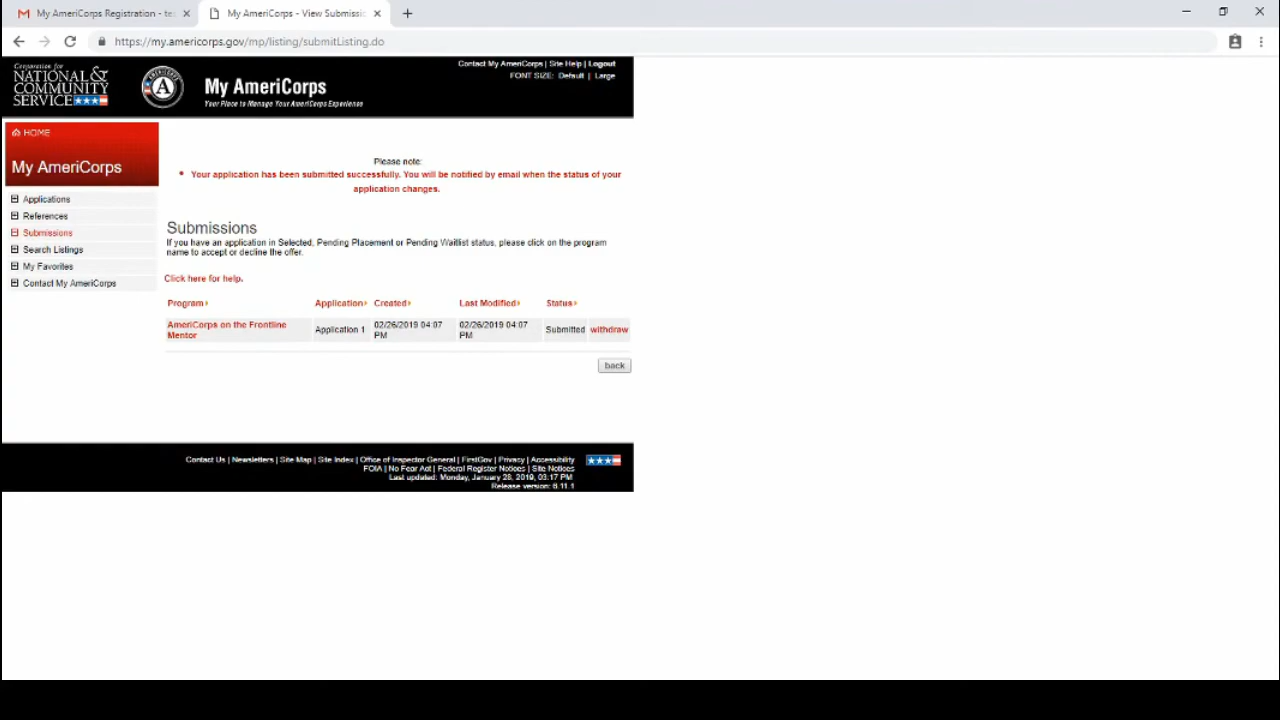 My AmeriCorps Registration - te
My AmeriCorps - View Submissi
https://my.americorps.gov/mp/listing/submitListing.do
Corporation for
NATIONAL &
COMMUNITY
SERVICE
A
My AmeriCorps
Your Place to Manage Your AmeriCorps Experience
Contact My AmeriCorps | Site Help | Logout
FONT SIZE: Default | Large
HOME
My AmeriCorps
Applications
References
Submissions
Search Listings
My Favorites
Contact My AmeriCorps
Please note:
Your application has been submitted successfully. You will be notified by email when the status of your
application changes.
Submissions
If you have an application in Selected, Pending Placement or Pending Waitlist status, please click on the program
name to accept or decline the offer.
Click here for help.
Program Application Created Last Modified Status
AmeriCorps on the Frontline Application 1 02/26/2019 04:07 02/26/2019 04:07 Submitted withdraw
Mentor PM PM
back
Contact Us | Newsletters | Site Map | Site Index | Office of Inspector General | FirstGov | Privacy | Accessibility
FOIA | No Fear Act | Federal Register Notices | Site Notices
Last updated: Monday, January 28, 2019, 03:17 PM
Release version: 6.11.1